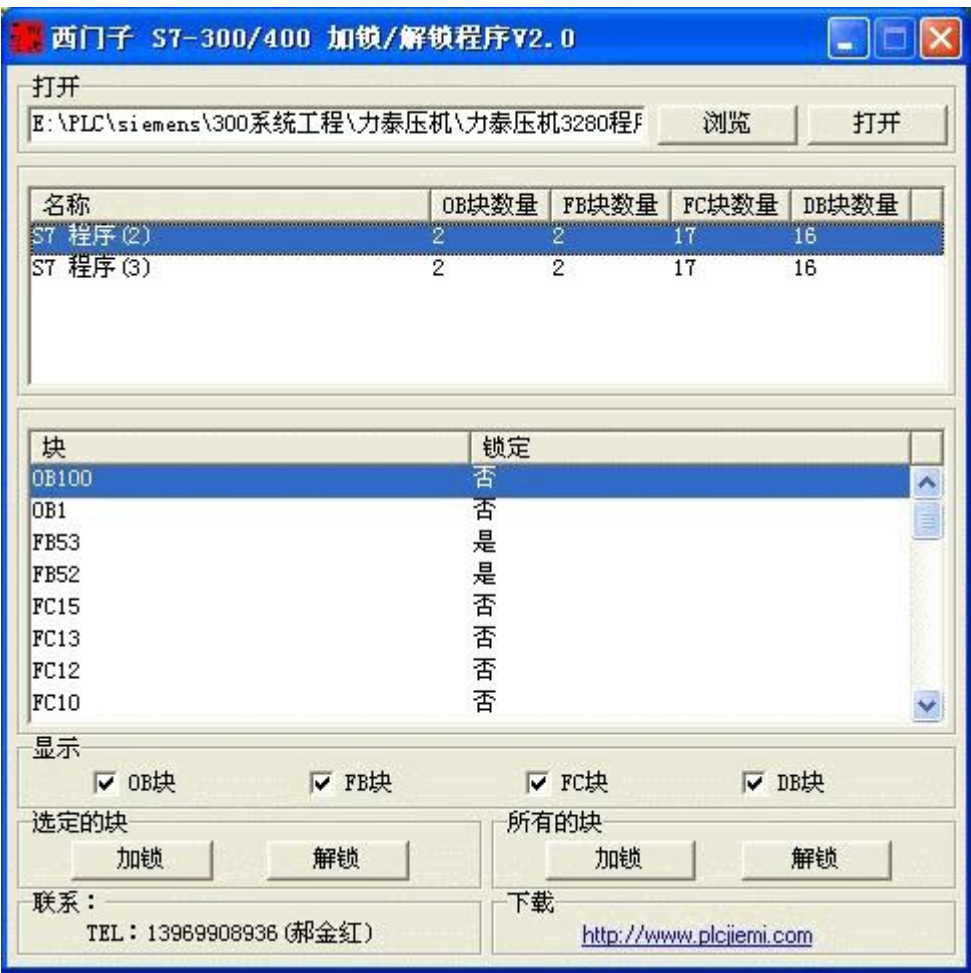 西门子 S7-300/400 加锁/解锁程序V2.0
打开
E:\PLC\siemens\300系统工程\力泰压机\力泰压机3280程序 浏览 打开
名称 OB块数量 FB块数量 FC块数量 DB块数量
S7 程序(2) 2 2 17 16
S7 程序(3) 2 2 17 16
块 锁定
OB100 否
OB1 否
FB53 是
FB52 是
FC15 否
FC13 否
FC12 否
FC10 否
显示
OB块 FB块 FC块 DB块
选定的块 所有的块
加锁 解锁 加锁 解锁
联系： 下载
TEL：13969908936(郝金红) http://www.plcjiemi.com